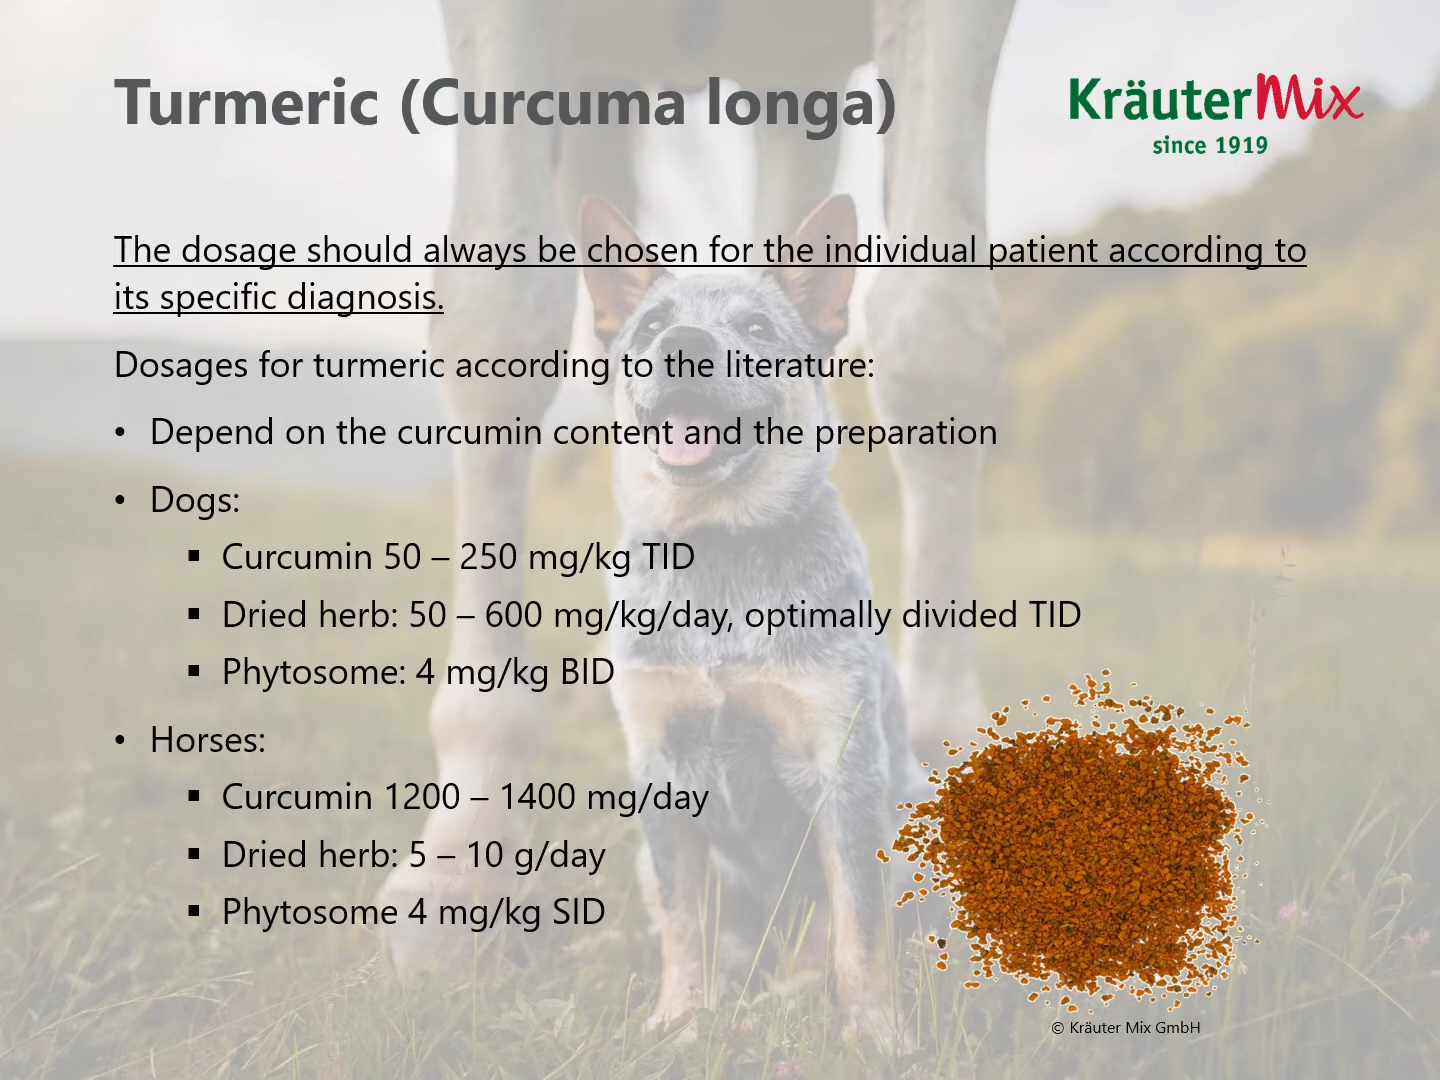 Turmeric (Curcuma longa)
KräuterMix
since 1919
The dosage should always be chosen for the individual patient according to
its specific diagnosis.
Dosages for turmeric according to the literature:
• Depend on the curcumin content and the preparation
• Dogs:
▪ Curcumin 50 – 250 mg/kg TID
▪ Dried herb: 50 – 600 mg/kg/day, optimally divided TID
▪ Phytosome: 4 mg/kg BID
• Horses:
▪ Curcumin 1200 – 1400 mg/day
▪ Dried herb: 5 – 10 g/day
▪ Phytosome 4 mg/kg SID
© Kräuter Mix GmbH